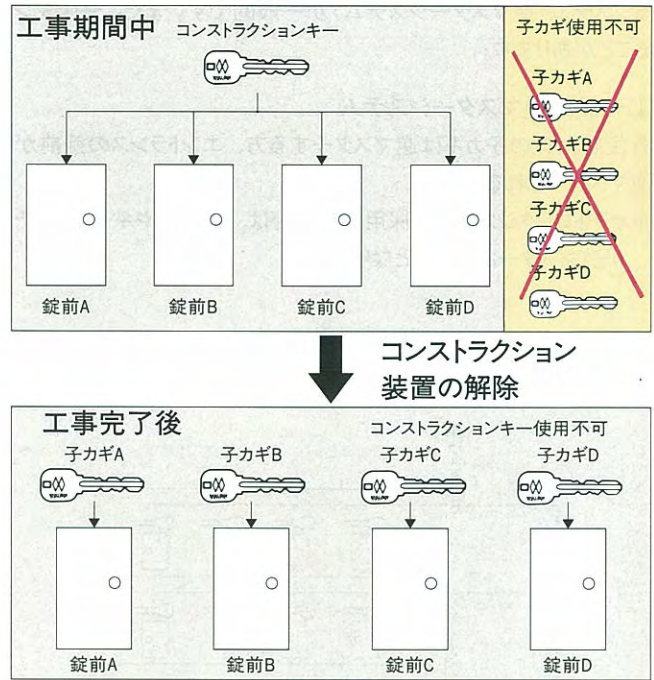 工事期間中 コンストラクションキー
錠前A 錠前B 錠前C 錠前D
子カギ使用不可
子カギA
子カギB
子カギC
子カギD
コンストラクション
装置の解除
工事完了後 コンストラクションキー使用不可
子カギA 子カギB 子カギC 子カギD
錠前A 錠前B 錠前C 錠前D